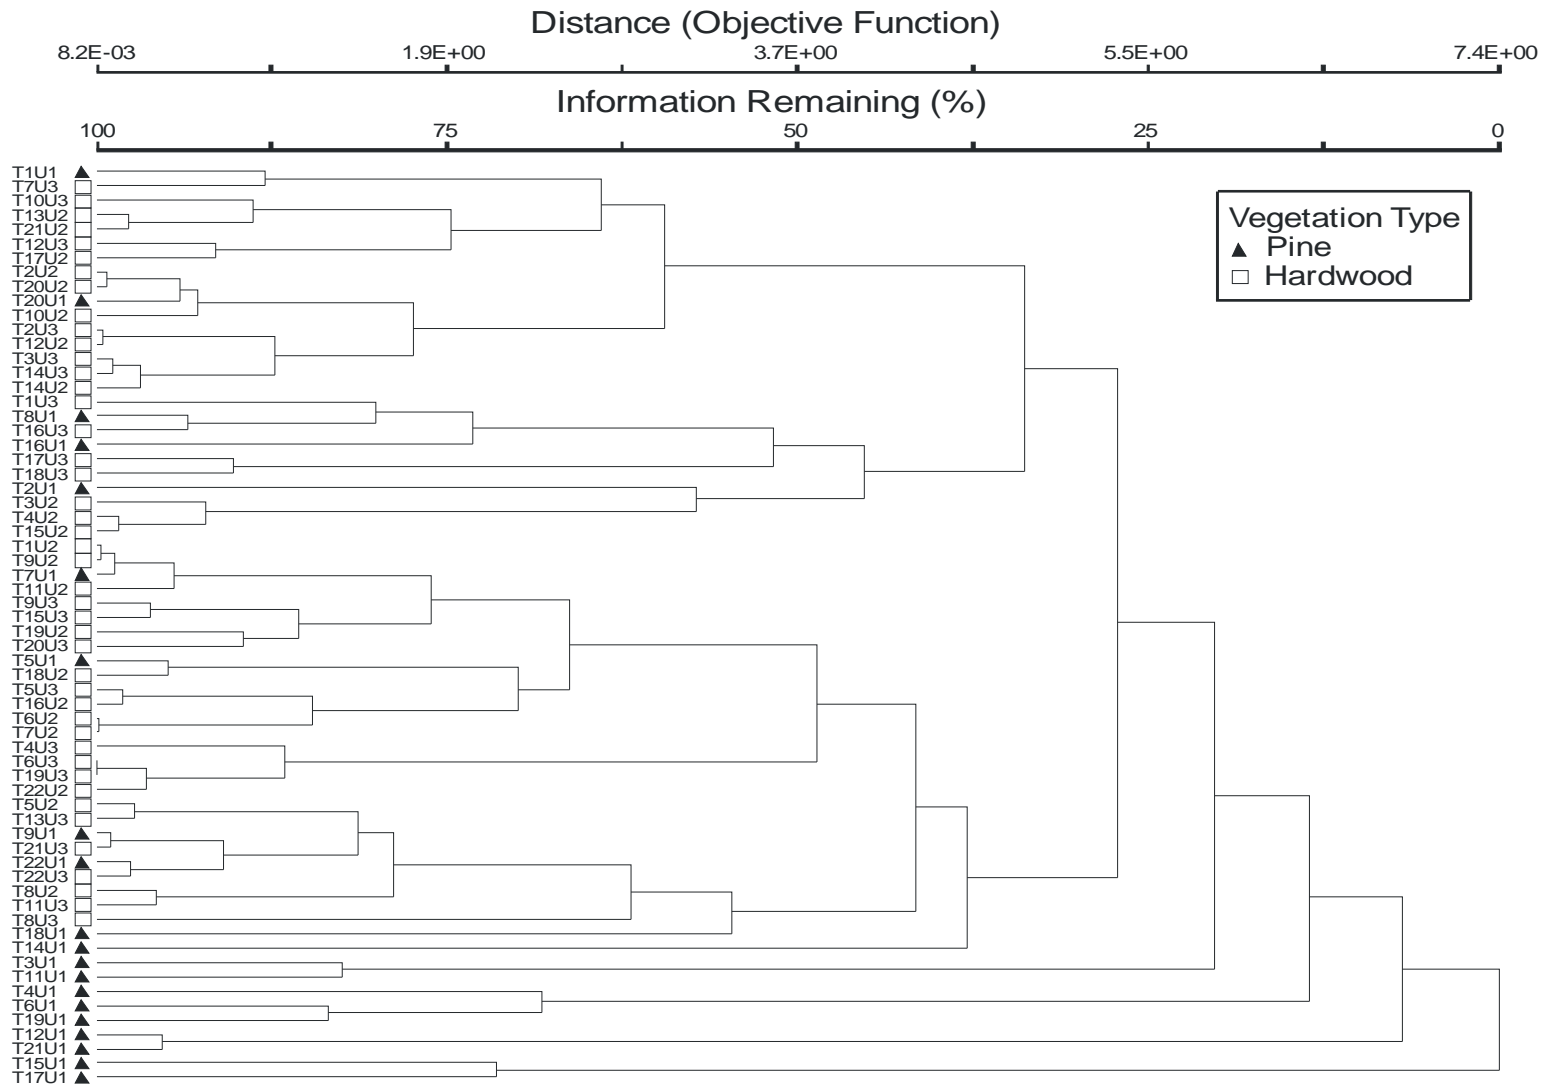 Distance (Objective Function)
8.2E-03 1.9E+00 3.7E+00 5.5E+00 7.4E+00
Information Remaining (%)
100 75 50 25 0
T1U1
T7U3
T10U3
T13U2
T21U2
T12U3
T17U2
T2U2
T20U2
T20U1
T10U2
T2U3
T12U2
T3U3
T14U3
T14U2
T1U3
T8U1
T16U3
T16U1
T17U3
T18U3
T2U1
T3U2
T4U2
T15U2
T1U2
T9U2
T7U1
T11U2
T9U3
T15U3
T19U2
T20U3
T5U1
T18U2
T5U3
T16U2
T6U2
T7U2
T4U3
T6U3
T19U3
T22U2
T5U2
T13U3
T9U1
T21U3
T22U1
T22U3
T8U2
T11U3
T8U3
T18U1
T14U1
T3U1
T11U1
T4U1
T6U1
T19U1
T12U1
T21U1
T15U1
T17U1
Vegetation Type
Pine
Hardwood